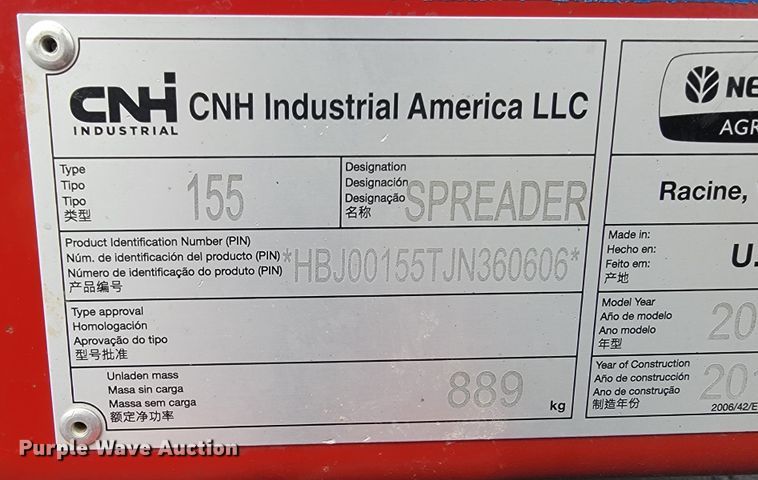 CNH
INDUSTRIAL
CNH Industrial America LLC
Type
Tipo
Tipo
类型
155
Designation
Designación
Designação
名称
SPREADER
Product Identification Number (PIN)
Núm. de identificación del producto (PIN)
Número de identificação do produto (PIN)
产品编号
*HBJ00155TJN360606*
Type approval
Homologación
Aprovação do tipo
型号批准
Unladen mass
Masa sin carga
Massa sem carga
额定净功率
889
kg
NE
AGR
Racine,
Made in:
Hecho en:
Feito em:
产地
U.
Model Year
Año de modelo
Ano modelo
年型
20
Year of Construction
Año de construcción
Ano de construção
制造年份
201
2006/42/E
Purple Wave Auction